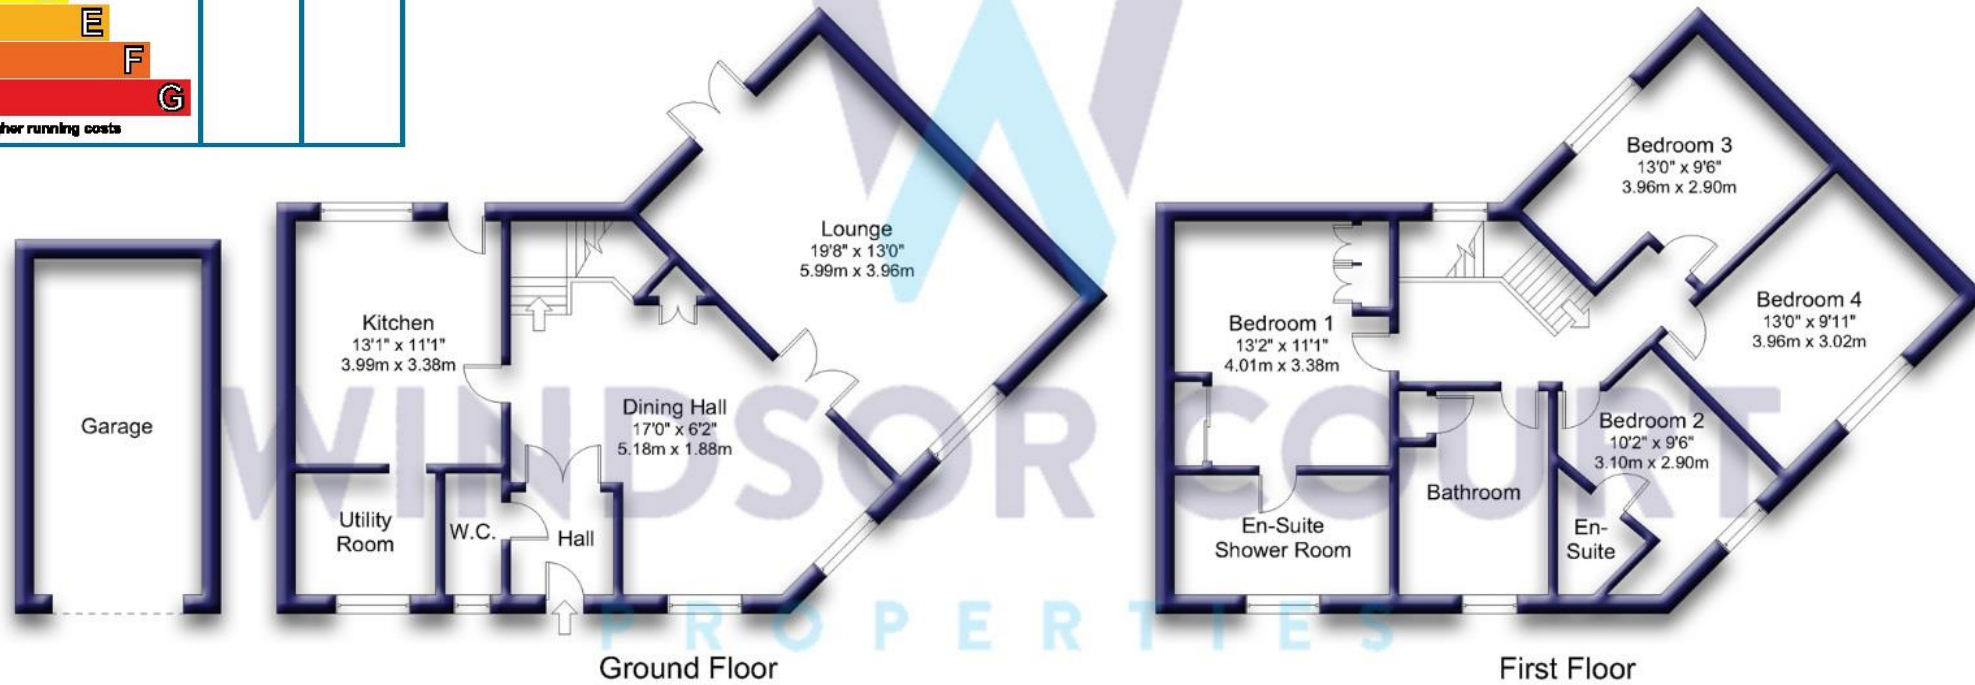 E
F
G
her running costs
Garage
Kitchen
13'1" x 11'1"
3.99m x 3.38m
Utility
Room
W.C.
Hall
Dining Hall
17'0" x 6'2"
5.18m x 1.88m
Lounge
19'8" x 13'0"
5.99m x 3.96m
Ground Floor
Bedroom 1
13'2" x 11'1"
4.01m x 3.38m
En-Suite
Shower Room
Bathroom
Bedroom 2
10'2" x 9'6"
3.10m x 2.90m
En-
Suite
Bedroom 3
13'0" x 9'6"
3.96m x 2.90m
Bedroom 4
13'0" x 9'11"
3.96m x 3.02m
First Floor
WINDSOR COURT
PROPERTIES